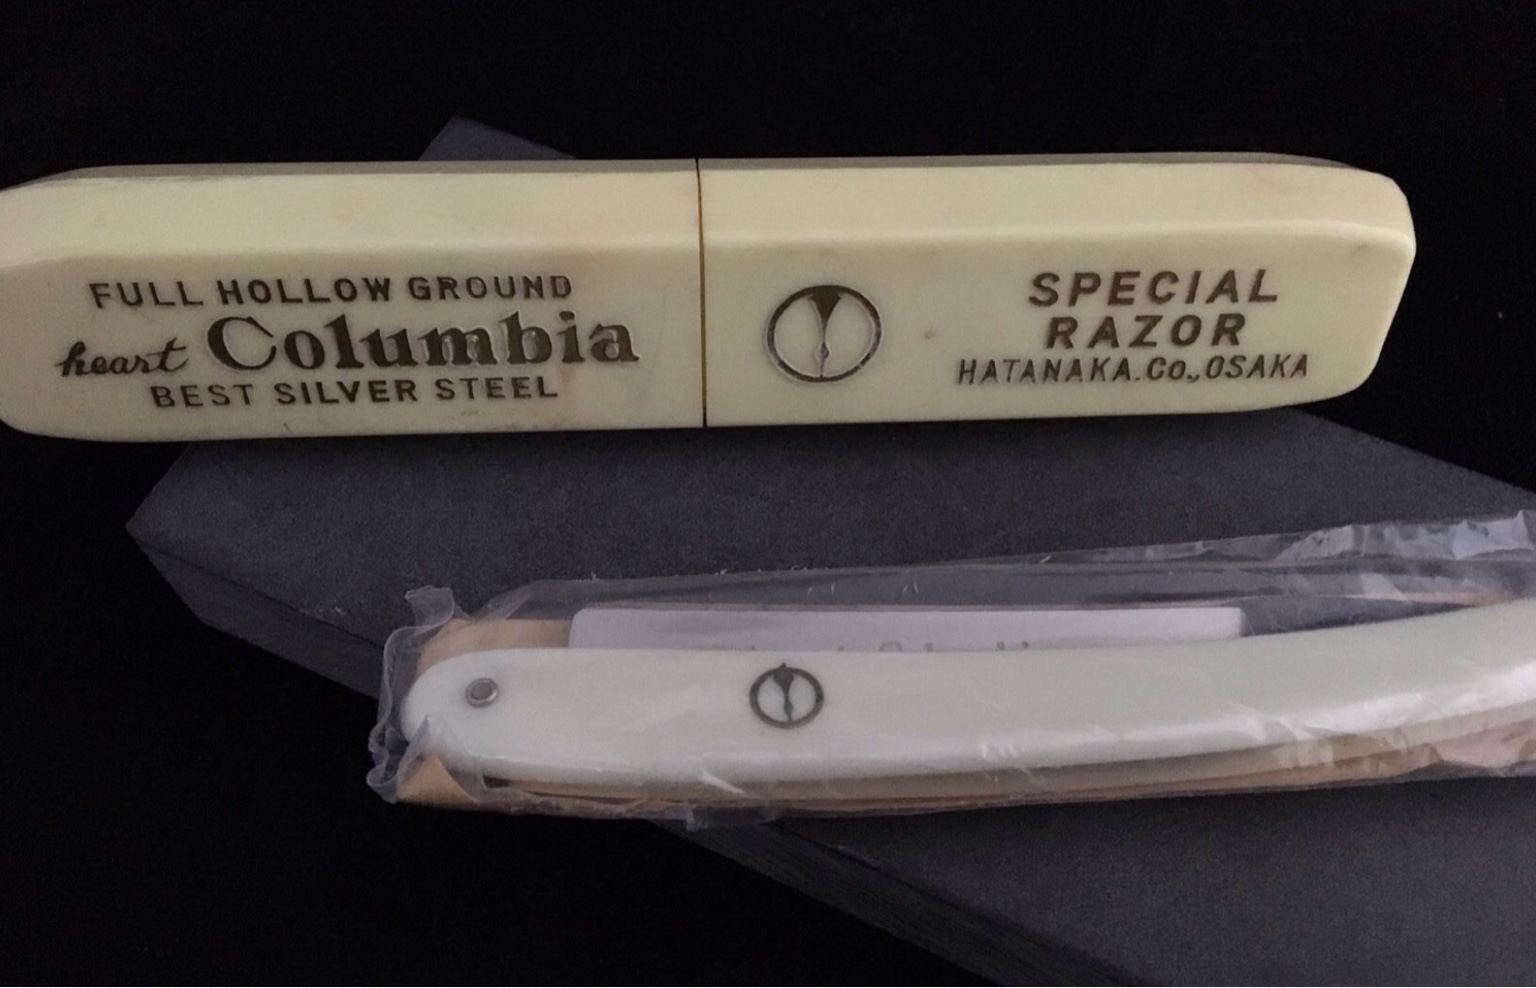 FULL HOLLOW GROUND
heart Columbia
BEST SILVER STEEL
SPECIAL
RAZOR
HATANAKA.Co.,OSAKA